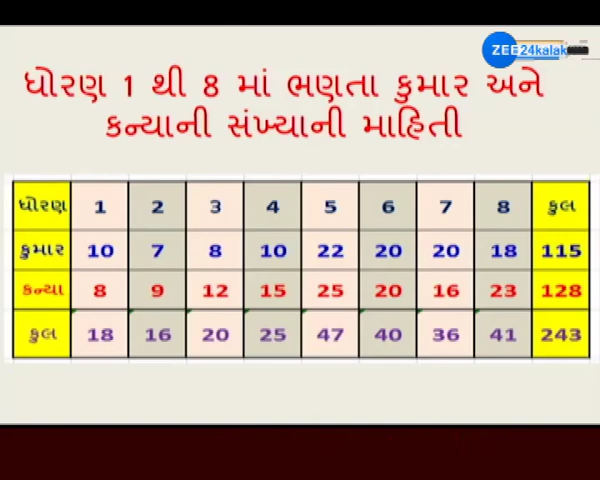 ZEE 24 kalak
ધોરણ 1 થી 8 માં ભણતા કુમાર અને
કન્યાની સંખ્યાની માહિતી
ધોરણ 1 2 3 4 5 6 7 8 કુલ
કુમાર 10 7 8 10 22 20 20 18 115
કન્યા 8 9 12 15 25 20 16 23 128
કુલ 18 16 20 25 47 40 36 41 243